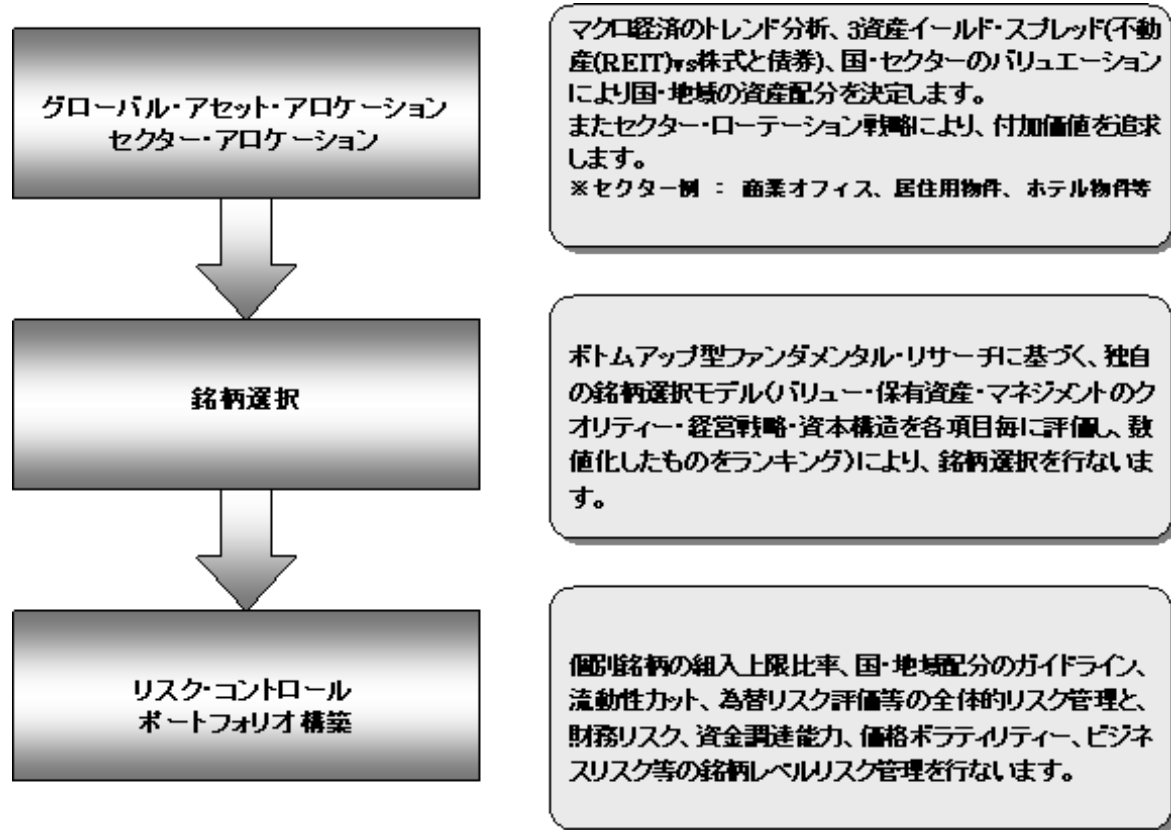 グローバル・アセット・アロケーション
セクター・アロケーション
マクロ経済のトレンド分析、3資産イールド・スプレッド(不動
産(REIT)vs株式と債券)、国・セクターのバリュエーション
により国・地域の資産配分を決定します。
またセクター・ローテーション戦略により、付加価値を追求
します。
※セクター例 : 商業オフィス、居住用物件、ホテル物件等
銘柄選択
ボトムアップ型ファンダメンタル・リサーチに基づく、独自
の銘柄選択モデル(バリュー・保有資産・マネジメントのク
オリティー・経営戦略・資本構造を各項目毎に評価し、数
値化したものをランキング)により、銘柄選択を行ないま
す。
リスク・コントロール
ポートフォリオ構築
個別銘柄の組入上限比率、国・地域配分のガイドライン、
流動性カット、為替リスク評価等の全体的リスク管理と、
財務リスク、資金調達能力、価格ボラティリティー、ビジネ
スリスク等の銘柄レベルリスク管理を行ないます。